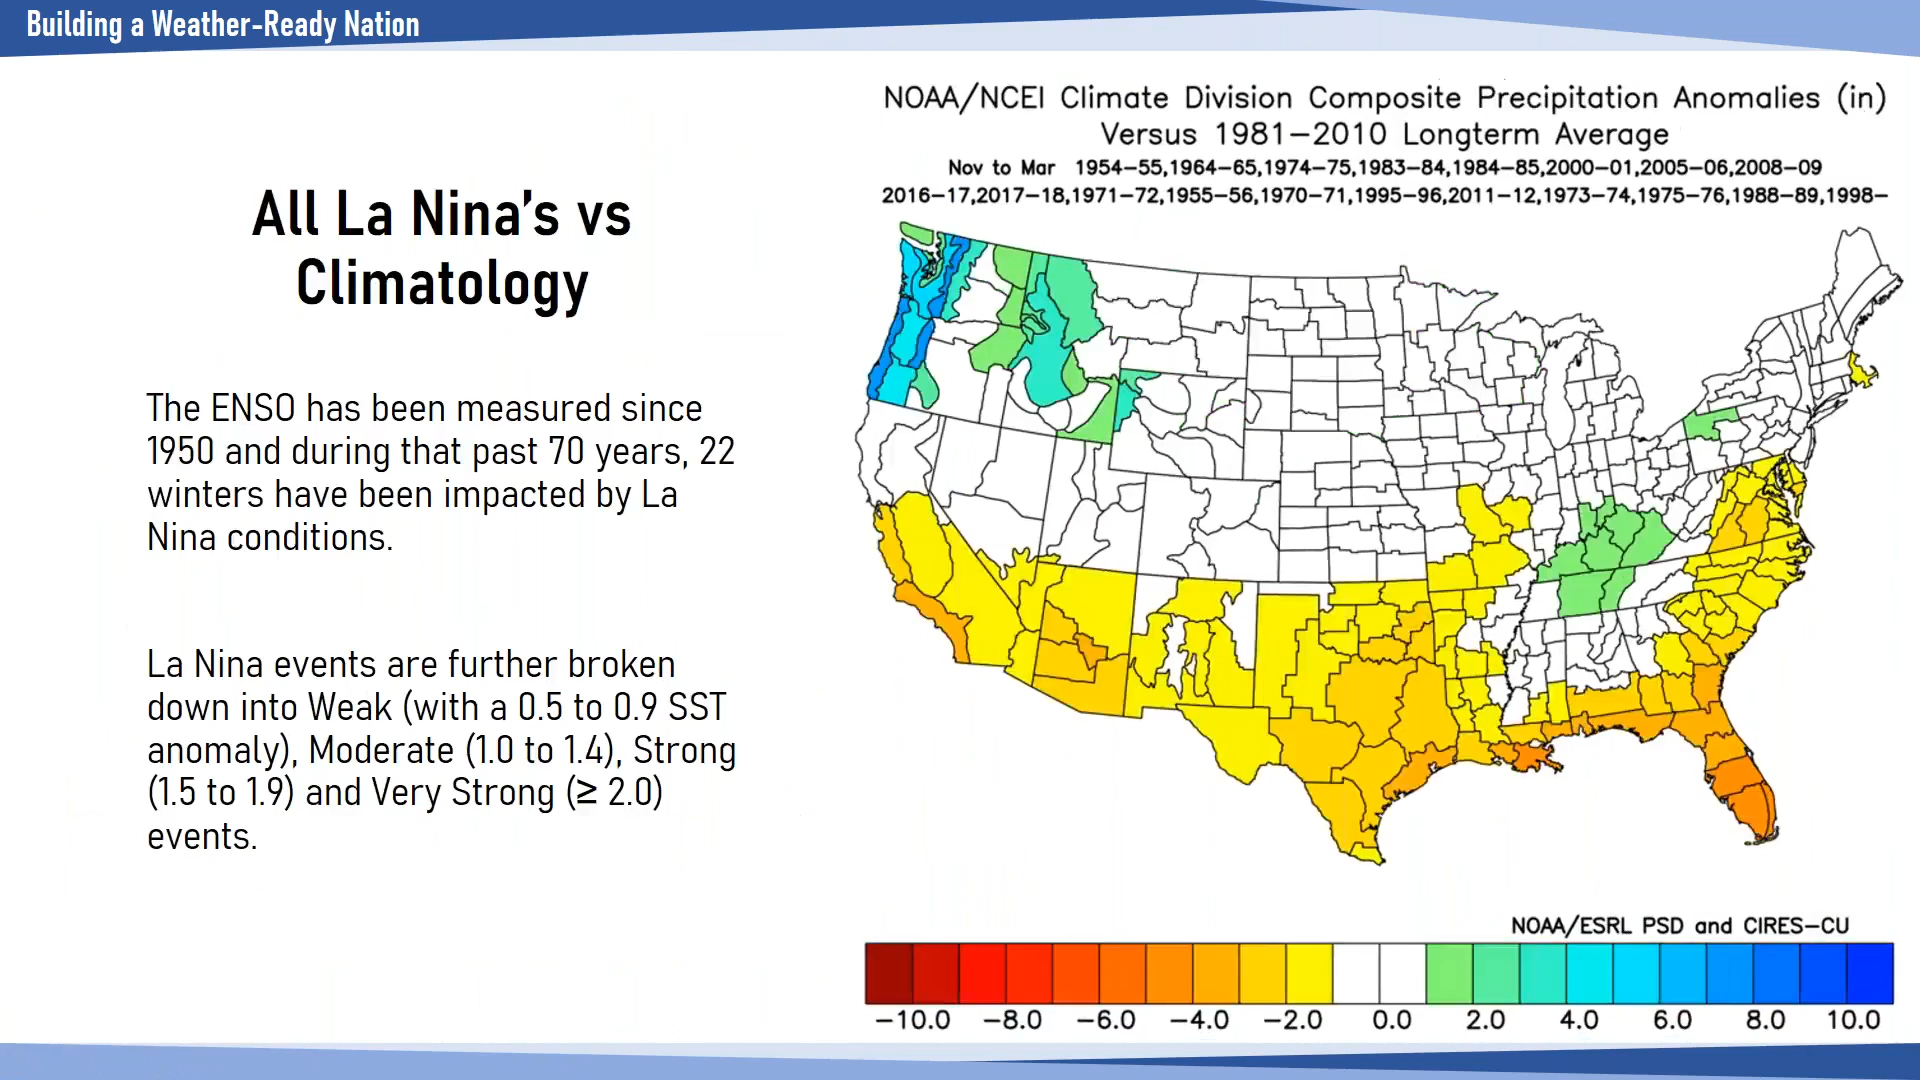 Building a Weather-Ready Nation
All La Nina’s vs
Climatology
The ENSO has been measured since
1950 and during that past 70 years, 22
winters have been impacted by La
Nina conditions.
La Nina events are further broken
down into Weak (with a 0.5 to 0.9 SST
anomaly), Moderate (1.0 to 1.4), Strong
(1.5 to 1.9) and Very Strong (≥ 2.0)
events.
NOAA/NCEI Climate Division Composite Precipitation Anomalies (in)
Versus 1981−2010 Longterm Average
Nov to Mar 1954−55,1964−65,1974−75,1983−84,1984−85,2000−01,2005−06,2008−09
2016−17,2017−18,1971−72,1955−56,1970−71,1995−96,2011−12,1973−74,1975−76,1988−89,1998−
NOAA/ESRL PSD and CIRES−CU
−10.0 −8.0 −6.0 −4.0 −2.0 0.0 2.0 4.0 6.0 8.0 10.0